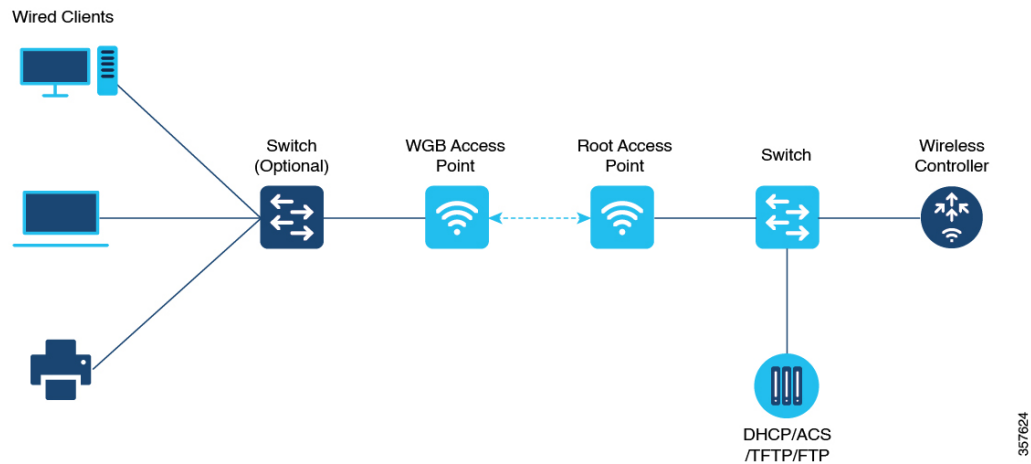 Wired Clients
Switch
(Optional)
WGB Access
Point
Root Access
Point
Switch
Wireless
Controller
DHCP/ACS
/TFTP/FTP
357624